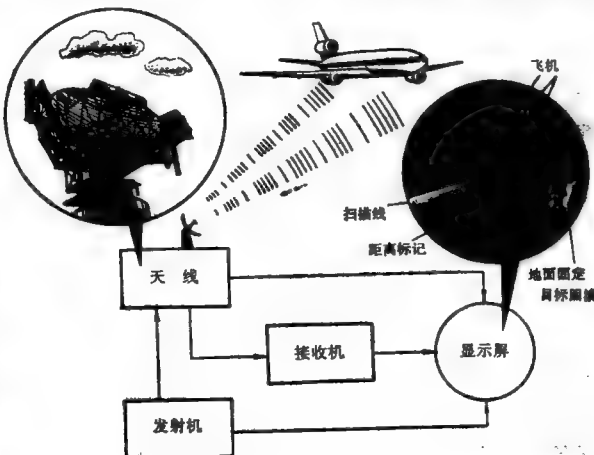 飞机
扫描线
距离标记
地面固定
目标回波
天 线
接收机
显示屏
发射机